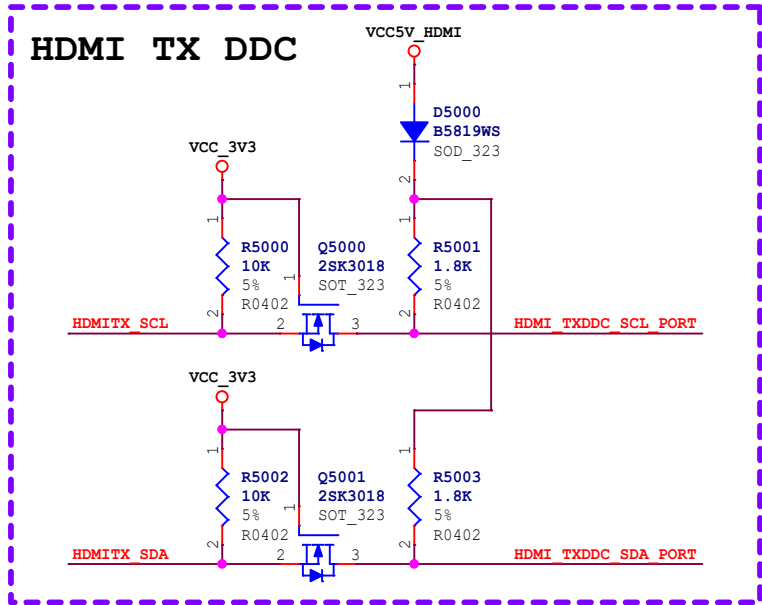 HDMI TX DDC
VCC5V_HDMI
1
D5000
B5819WS
SOD_323
2
VCC_3V3
1
R5000
10K
5%
R0402
2
Q5000
2SK3018
SOT_323
1
2
3
1
R5001
1.8K
5%
R0402
2
HDMITX_SCL
HDMI_TXDDC_SCL_PORT
VCC_3V3
1
R5002
10K
5%
R0402
2
Q5001
2SK3018
SOT_323
1
2
3
1
R5003
1.8K
5%
R0402
2
HDMITX_SDA
HDMI_TXDDC_SDA_PORT